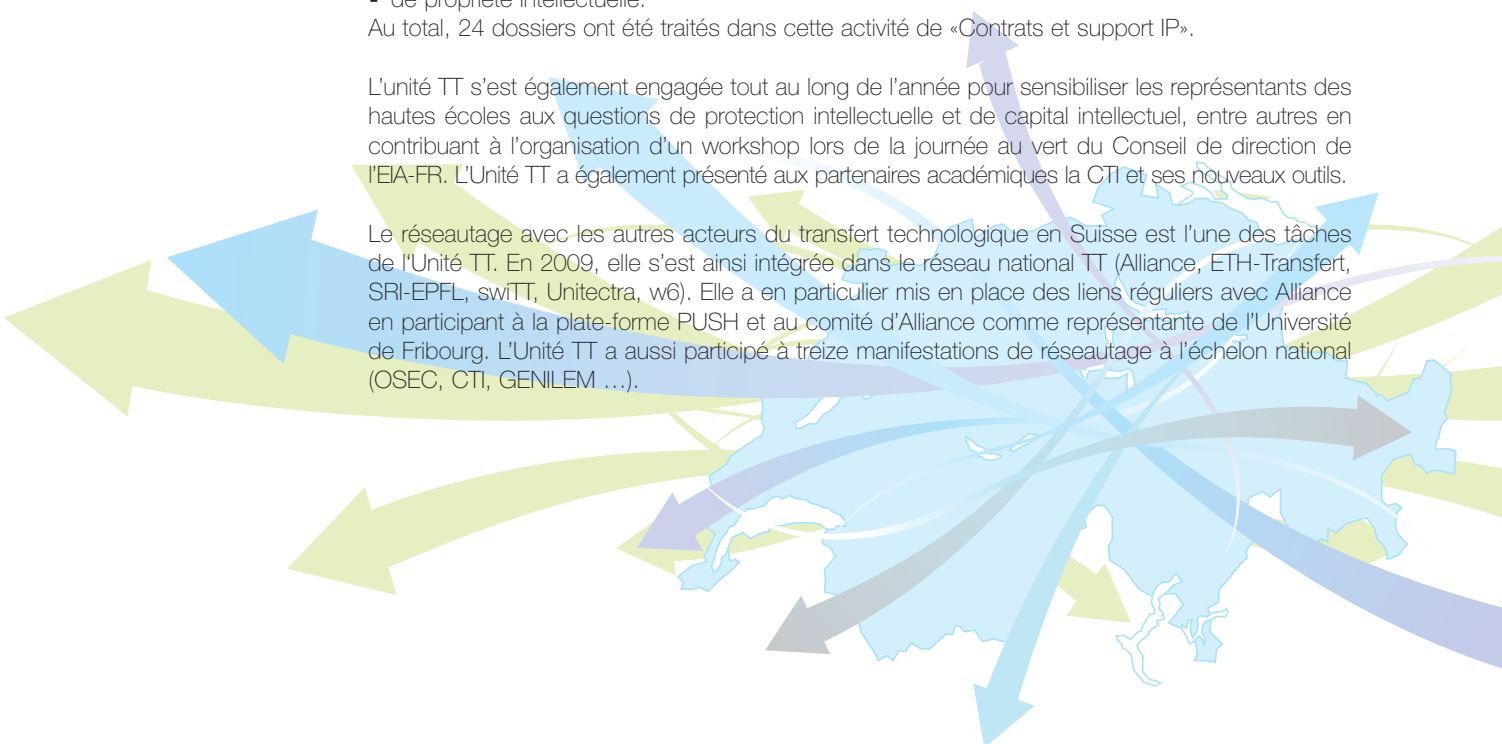 - de propriété intellectuelle.
Au total, 24 dossiers ont été traités dans cette activité de «Contrats et support IP».
L'unité TT s'est également engagée tout au long de l'année pour sensibiliser les représentants des
hautes écoles aux questions de protection intellectuelle et de capital intellectuel, entre autres en
contribuant à l'organisation d'un workshop lors de la journée au vert du Conseil de direction de
l'EIA-FR. L'Unité TT a également présenté aux partenaires académiques la CTI et ses nouveaux outils.
Le réseautage avec les autres acteurs du transfert technologique en Suisse est l'une des tâches
de l'Unité TT. En 2009, elle s'est ainsi intégrée dans le réseau national TT (Alliance, ETH-Transfert,
SRI-EPFL, swiTT, Unitectra, w6). Elle a en particulier mis en place des liens réguliers avec Alliance
en participant à la plate-forme PUSH et au comité d'Alliance comme représentante de l'Université
de Fribourg. L'Unité TT a aussi participé à treize manifestations de réseautage à l'échelon national
(OSEC, CTI, GENILEM …).